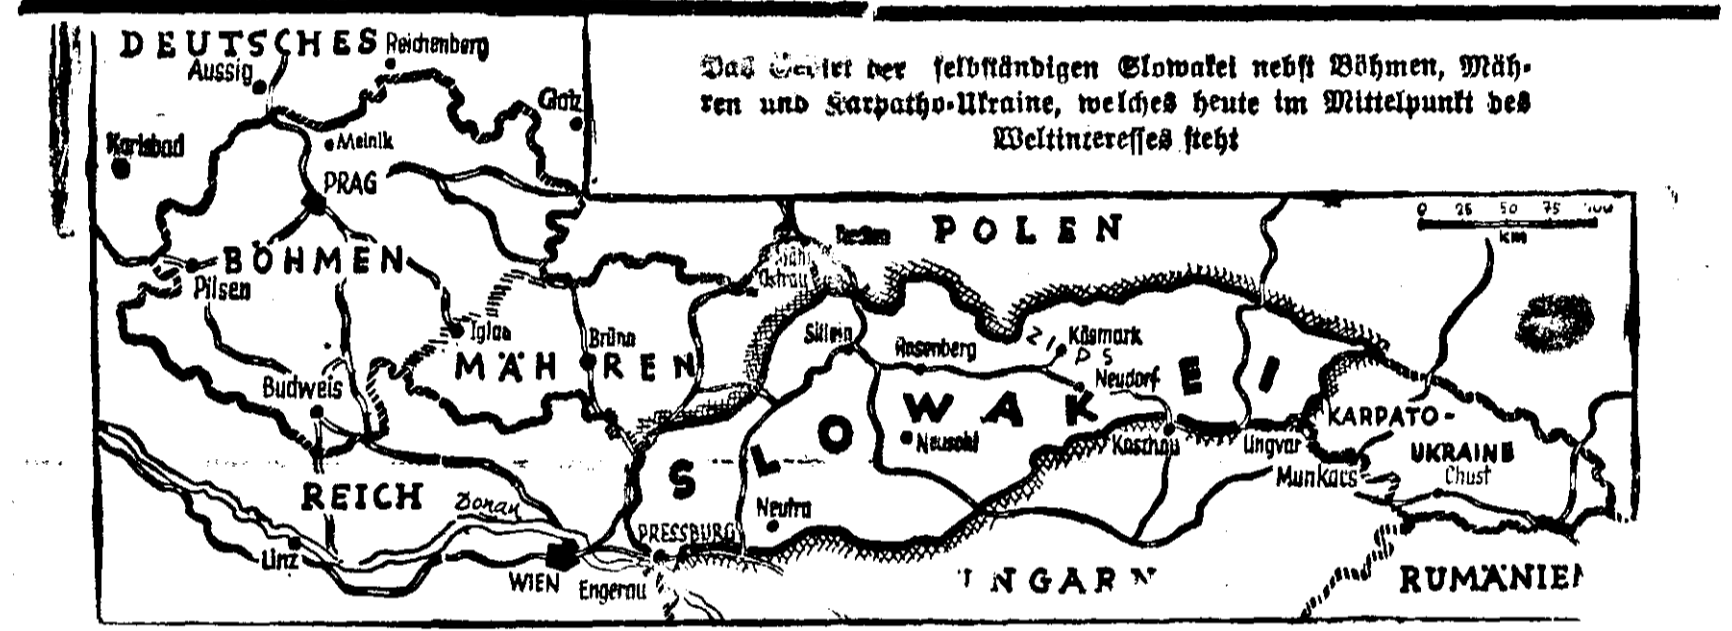 Das Gebiet der selbständigen Slowakei nebst Böhmen, Mäh-
ren und Karpatho-Ukraine, welches heute im Mittelpunkt des
Weltinteresses steht
DEUTSCHES
Reichenberg
Aussig
Glatz
Karlsbad
Melnik
PRAG
POLEN
0 25 50 75 100
km
BÖHMEN
Teschen
Mähr.
Ostrau
Pilsen
Iglau
Brünn
Sillein
Rosenberg
ZIPS
Käsmark
MÄHREN
Neudorf
Budweis
SLOWAKEI
KARPATO-
UKRAINE
Neusohl
Kaschau
Ungvar
Munkacs
Chust
REICH
Donau
Neutra
PRESSBURG
Linz
WIEN
Engerau
UNGARN
RUMÄNIEN